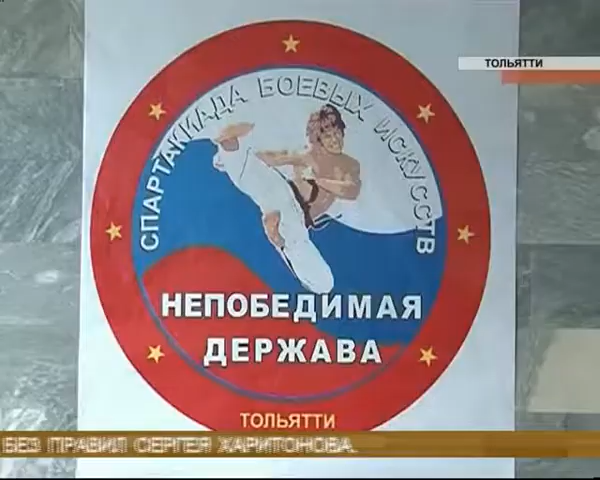 ТОЛЬЯТТИ
СПАРТАКИАДА БОЕВЫХ ИСКУССТВ
НЕПОБЕДИМАЯ
ДЕРЖАВА
ТОЛЬЯТТИ
БЕЗ ПРАВИЛ СЕРГЕЯ ХАРИТОНОВА.